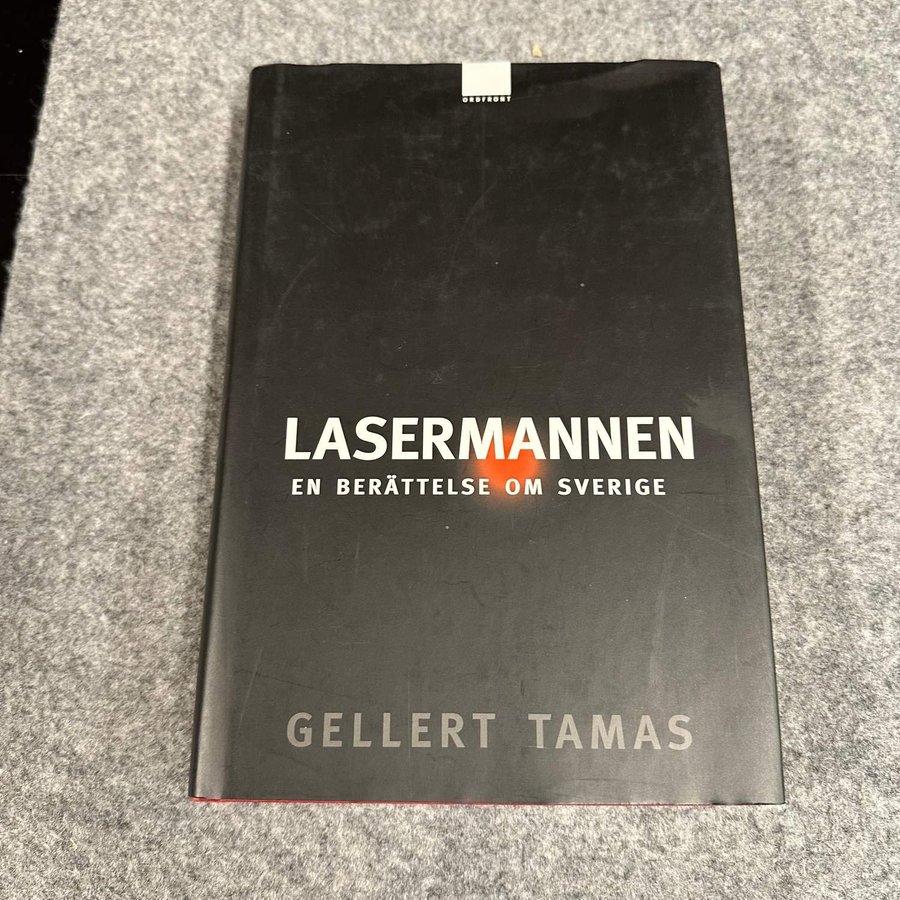 ORDFRONT
LASERMANNEN
EN BERÄTTELSE OM SVERIGE
GELLERT TAMAS